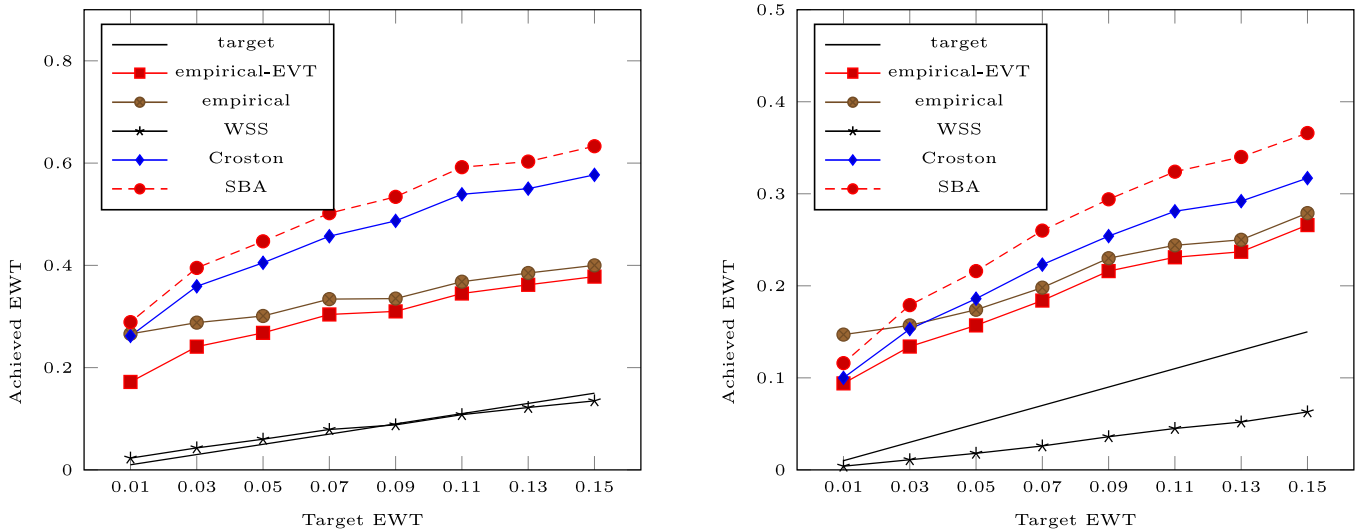 0.8
0.6
0.4
0.2
0
Achieved EWT
target
empirical-EVT
empirical
WSS
Croston
SBA
0.01 0.03 0.05 0.07 0.09 0.11 0.13 0.15
Target EWT
0.5
0.4
0.3
0.2
0.1
0
Achieved EWT
target
empirical-EVT
empirical
WSS
Croston
SBA
0.01 0.03 0.05 0.07 0.09 0.11 0.13 0.15
Target EWT